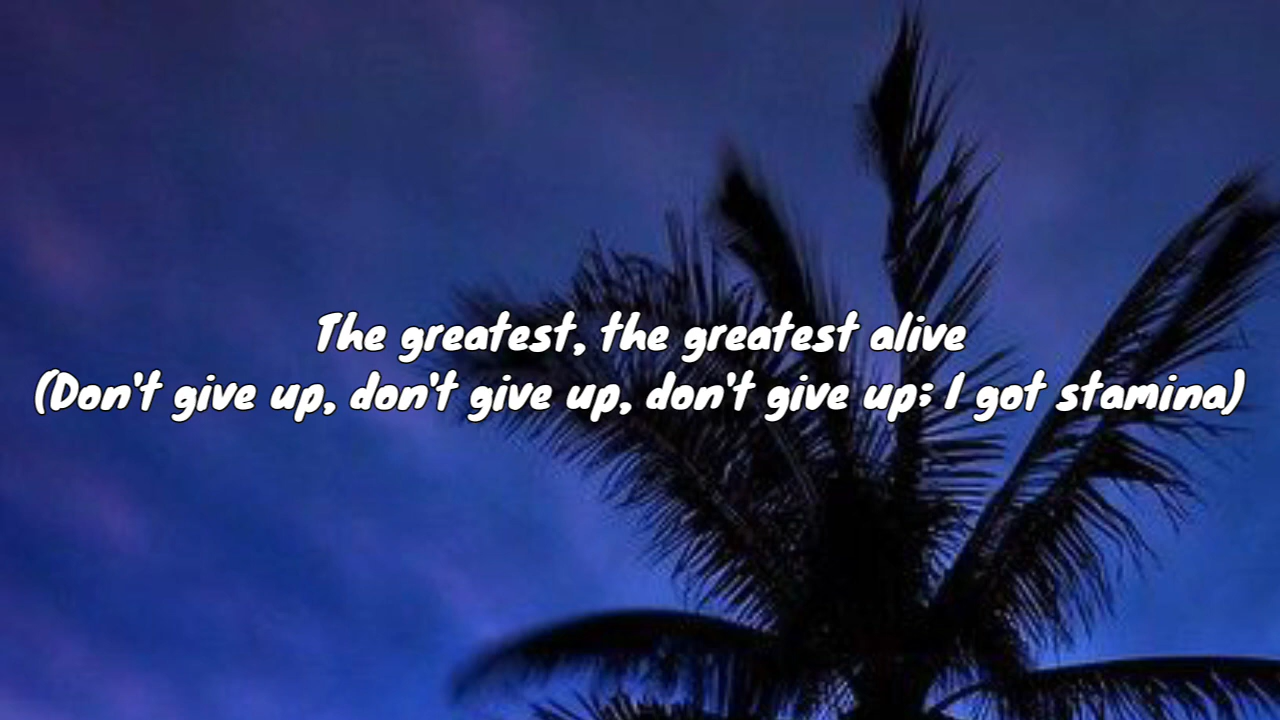 The greatest, the greatest alive
(Don't give up, don't give up, don't give up; I got stamina)